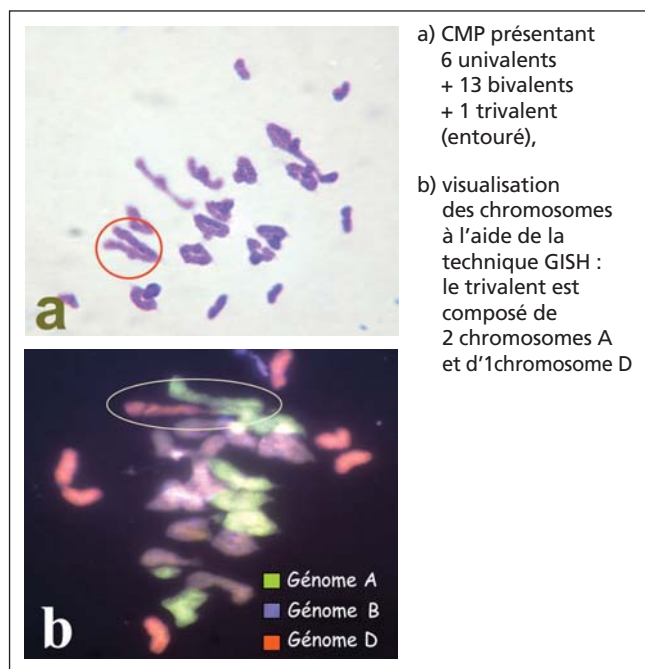 a) CMP présentant
6 univalents
+ 13 bivalents
+ 1 trivalent
(entouré),
b) visualisation
des chromosomes
à l'aide de la
technique GISH :
le trivalent est
composé de
2 chromosomes A
et d'1chromosome D
a
Génome A
Génome B
Génome D
b